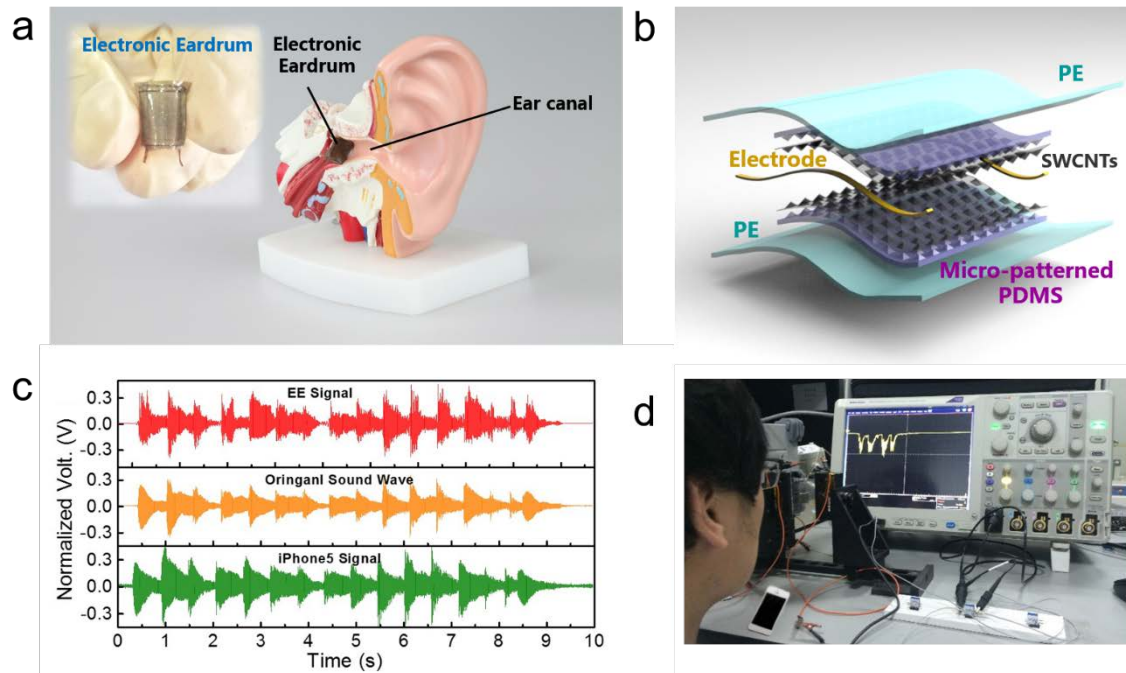 a
Electronic Eardrum
Electronic
Eardrum
Ear canal
b
PE
Electrode
SWCNTs
PE
Micro-patterned
PDMS
c
Normalized Volt. (V)
EE Signal
0.3
0.0
-0.3
Oringanl Sound Wave
0.3
0.0
-0.3
iPhone5 Signal
0.3
0.0
-0.3
0 1 2 3 4 5 6 7 8 9 10
Time (s)
d